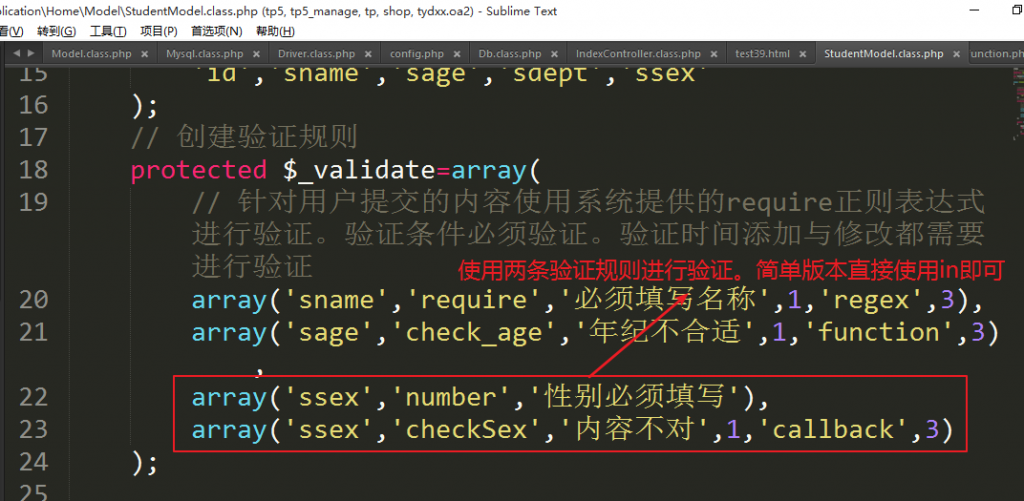 plication\Home\Model\StudentModel.class.php (tp5, tp5_manage, tp, shop, tydxx.oa2) - Sublime Text
看(V) 转到(G) 工具(T) 项目(P) 首选项(N) 帮助(H)
Model.class.php × Mysql.class.php × Driver.class.php × config.php × Db.class.php × IndexController.class.php × test39.html × StudentModel.class.php × unction.ph
15 'id','sname','sage','sdept','ssex'
16 );
17 // 创建验证规则
18 protected $_validate=array(
19 // 针对用户提交的内容使用系统提供的require正则表达式
进行验证。验证条件必须验证。验证时间添加与修改都需要
进行验证
使用两条验证规则进行验证。简单版本直接使用in即可
20 array('sname','require','必须填写名称',1,'regex',3),
21 array('sage','check_age','年纪不合适',1,'function',3)
,
22 array('ssex','number','性别必须填写'),
23 array('ssex','checkSex','内容不对',1,'callback',3)
24 );
25